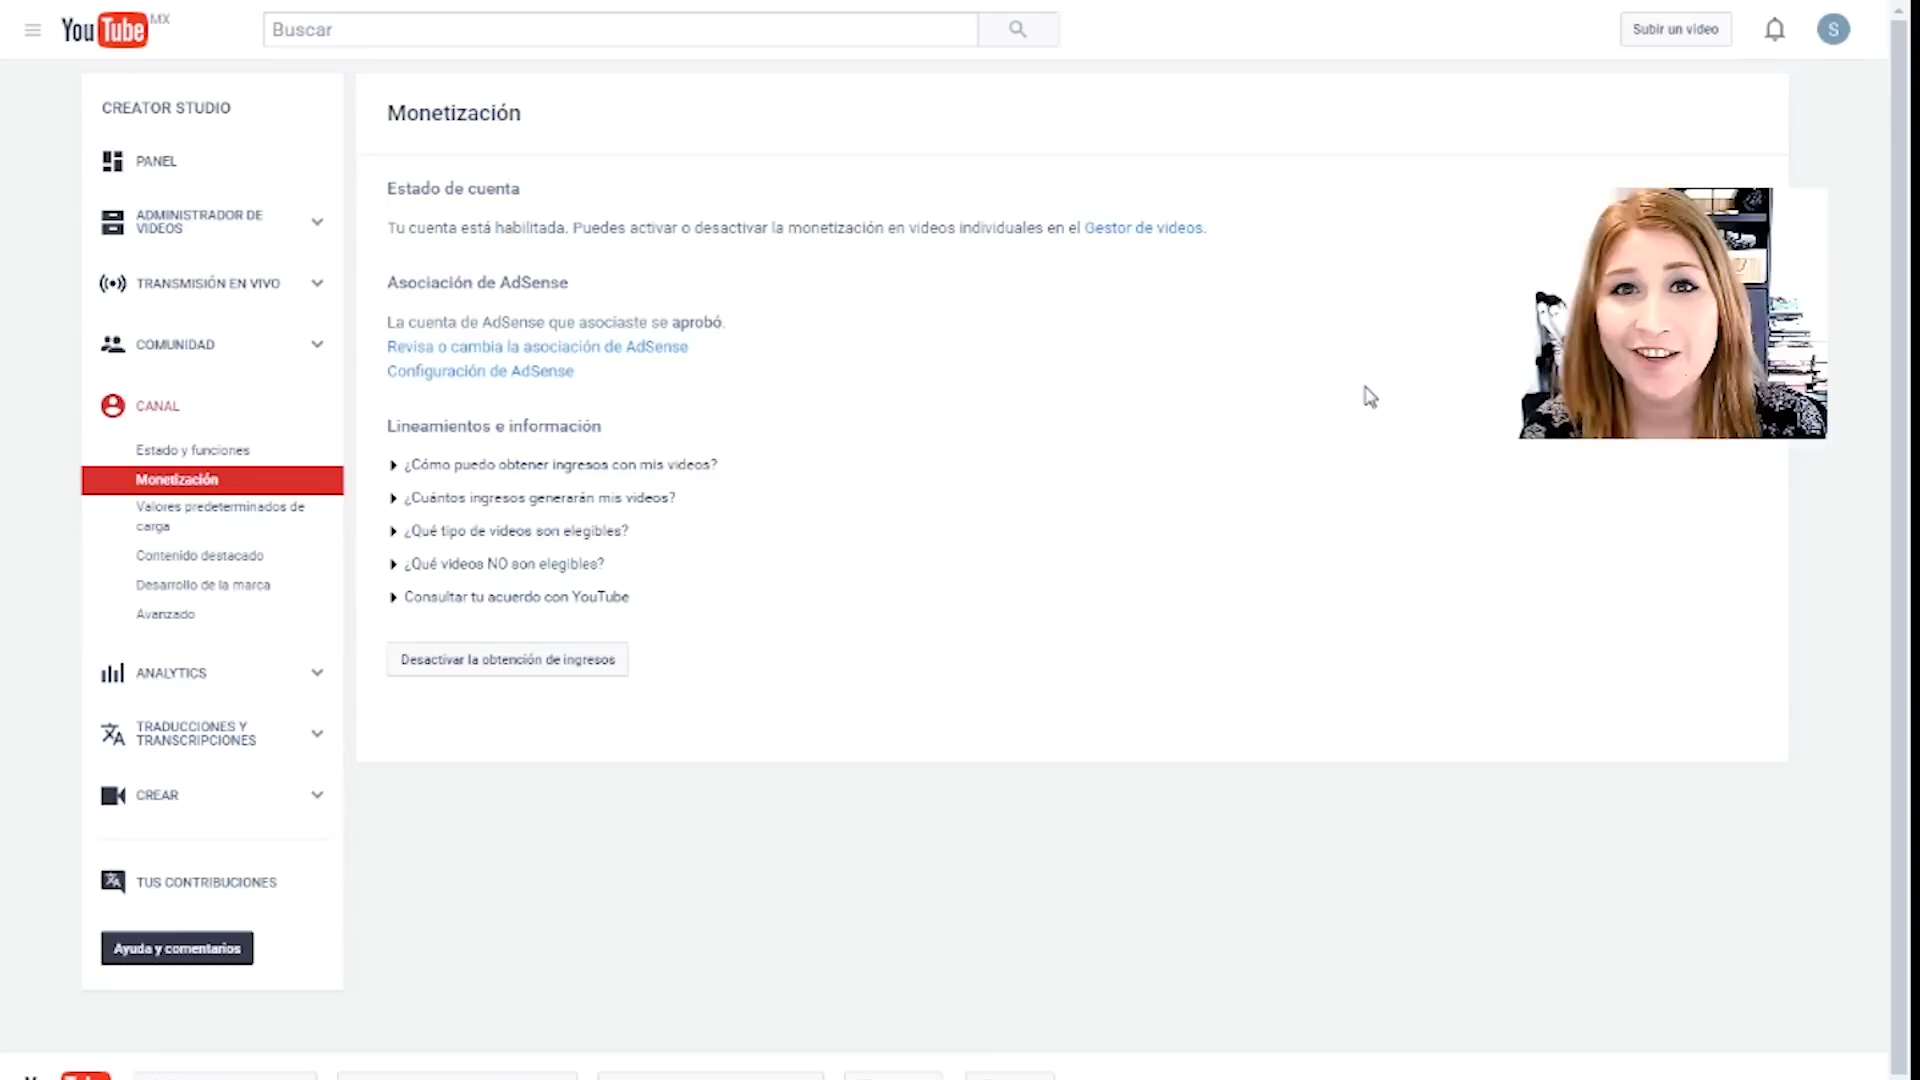 YouTube MX
Buscar
Subir un video
S
CREATOR STUDIO
PANEL
ADMINISTRADOR DE
VIDEOS
TRANSMISIÓN EN VIVO
COMUNIDAD
CANAL
Estado y funciones
Monetización
Valores predeterminados de
carga
Contenido destacado
Desarrollo de la marca
Avanzado
ANALYTICS
TRADUCCIONES Y
TRANSCRIPCIONES
CREAR
TUS CONTRIBUCIONES
Ayuda y comentarios
Monetización
Estado de cuenta
Tu cuenta está habilitada. Puedes activar o desactivar la monetización en videos individuales en el Gestor de videos.
Asociación de AdSense
La cuenta de AdSense que asociaste se aprobó.
Revisa o cambia la asociación de AdSense
Configuración de AdSense
Lineamientos e información
¿Cómo puedo obtener ingresos con mis videos?
¿Cuántos ingresos generarán mis videos?
¿Qué tipo de videos son elegibles?
¿Qué videos NO son elegibles?
Consultar tu acuerdo con YouTube
Desactivar la obtención de ingresos